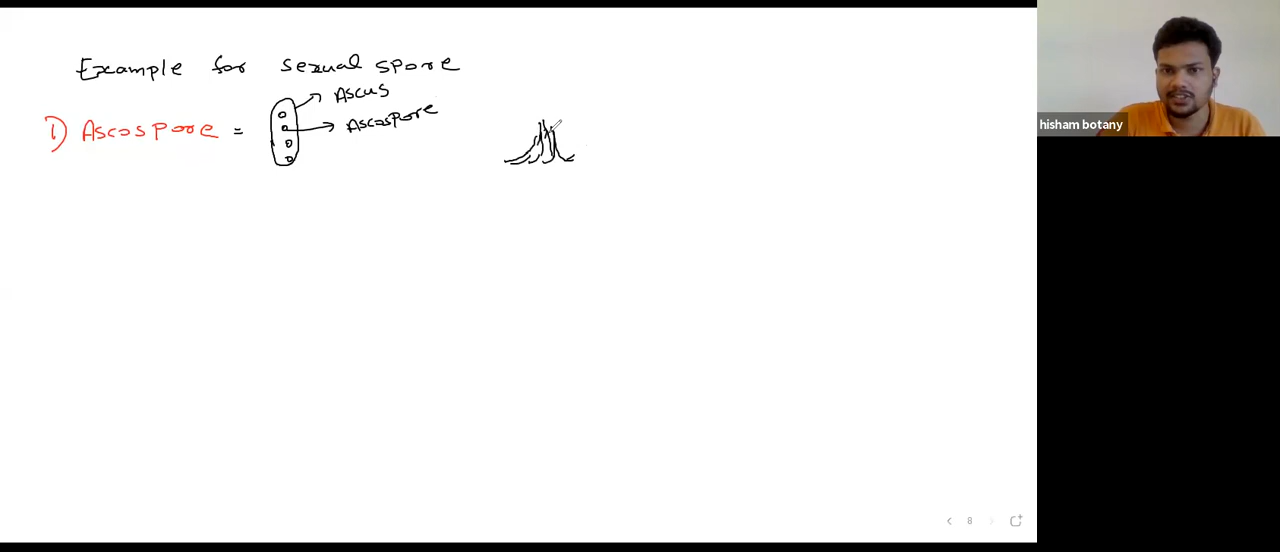 Example for sexual spore
1) Ascospore =
Ascus
Ascospore
hisham botany
8